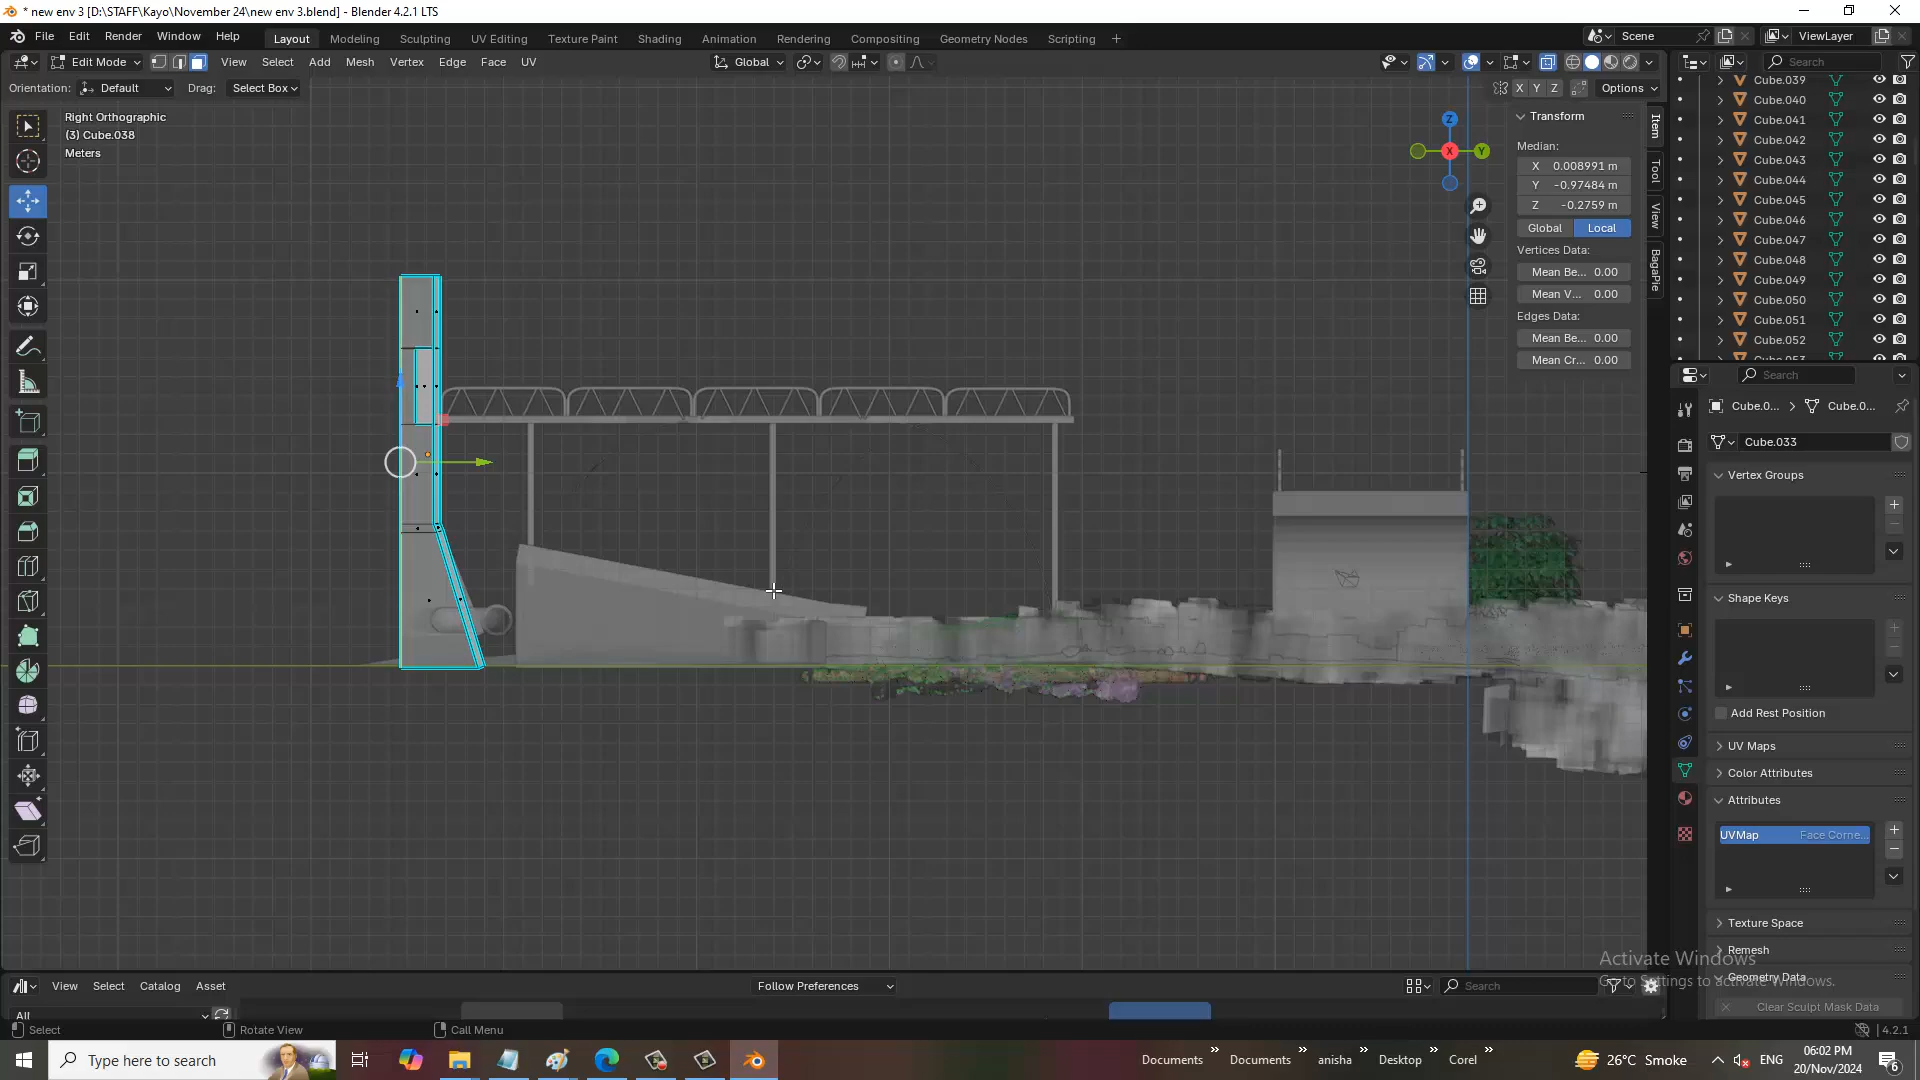 * new env 3 [D:\STAFF\Kayo\November 24\new env 3.blend] - Blender 4.2.1 LTS
File Edit Render Window Help Layout Modeling Sculpting UV Editing Texture Paint Shading Animation Rendering Compositing Geometry Nodes Scripting + Scene ViewLayer
Edit Mode View Select Add Mesh Vertex Edge Face UV Global Search
Orientation: Default Drag: Select Box X Y Z Options
Right Orthographic
(3) Cube.038
Meters
Z
X
Y
Transform
Median:
X 0.008991 m
Y -0.97484 m
Z -0.2759 m
Global Local
Vertices Data:
Mean Be... 0.00
Mean V... 0.00
Edges Data:
Mean Be... 0.00
Mean Cr... 0.00
Item
Tool
View
BagaPie
Cube.039
Cube.040
Cube.041
Cube.042
Cube.043
Cube.044
Cube.045
Cube.046
Cube.047
Cube.048
Cube.049
Cube.050
Cube.051
Cube.052
Cube.053
Search
Cube.0... Cube.0...
Cube.033
Vertex Groups
Shape Keys
Add Rest Position
UV Maps
Color Attributes
Attributes
UVMap Face Corne...
Texture Space
Remesh
Geometry Data
Clear Sculpt Mask Data
Activate Windows
Go to Settings to activate Windows.
View Select Catalog Asset Follow Preferences Search
All
Select Rotate View Call Menu 4.2.1
Type here to search Documents Documents anisha Desktop Corel 26°C Smoke ENG 06:02 PM
20/Nov/2024
6